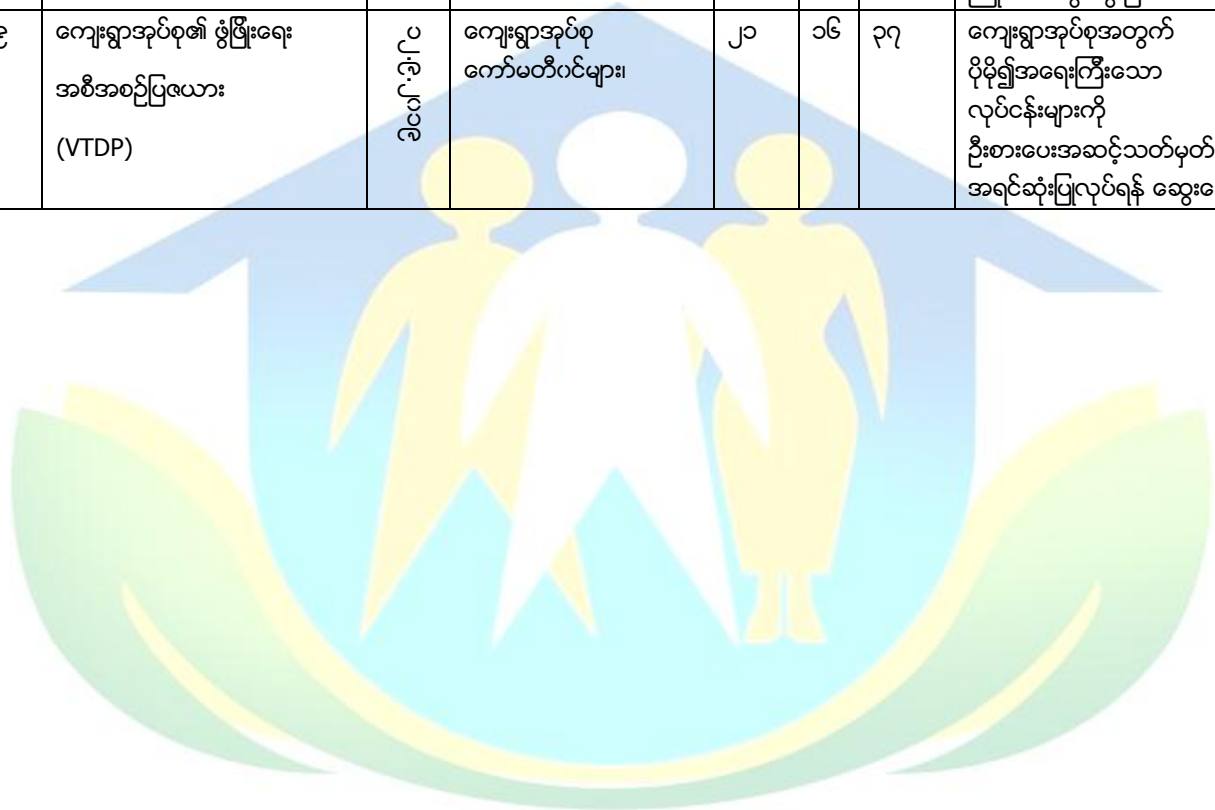 ၉
ကျေးရွာအုပ်စု၏ ဖွံ့ဖြိုးရေး
အစီအစဉ်ပြဇယား
(VTDP)
ကျေးရွာအုပ်စု
ကော်မတီဝင်များ၊
၂၁
၁၆
၃၇
ကျေးရွာအုပ်စုအတွက်
ပိုမို၍အရေးကြီးသော
လုပ်ငန်းများကို
ဦးစားပေးအဆင့်သတ်မှတ်
အရင်ဆုံးပြုလုပ်ရန်